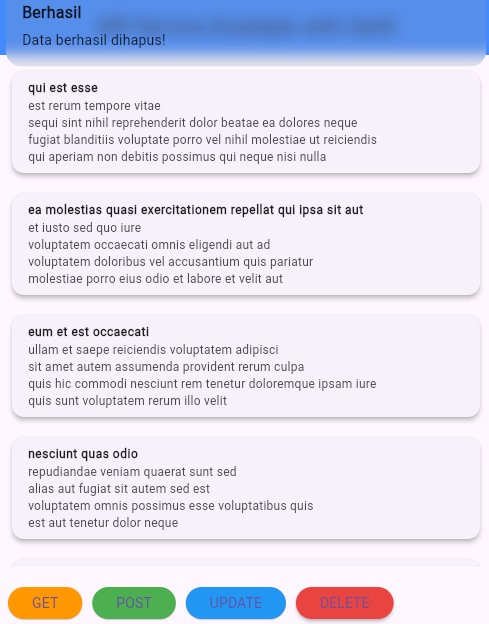 Berhasil
Data berhasil dihapus!
qui est esse
est rerum tempore vitae
sequi sint nihil reprehenderit dolor beatae ea dolores neque
fugiat blanditiis voluptate porro vel nihil molestiae ut reiciendis
qui aperiam non debitis possimus qui neque nisi nulla
ea molestias quasi exercitationem repellat qui ipsa sit aut
et iusto sed quo iure
voluptatem occaecati omnis eligendi aut ad
voluptatem doloribus vel accusantium quis pariatur
molestiae porro eius odio et labore et velit aut
eum et est occaecati
ullam et saepe reiciendis voluptatem adipisci
sit amet autem assumenda provident rerum culpa
quis hic commodi nesciunt rem tenetur doloremque ipsam iure
quis sunt voluptatem rerum illo velit
nesciunt quas odio
repudiandae veniam quaerat sunt sed
alias aut fugiat sit autem sed est
voluptatem omnis possimus esse voluptatibus quis
est aut tenetur dolor neque
GET POST UPDATE DELETE